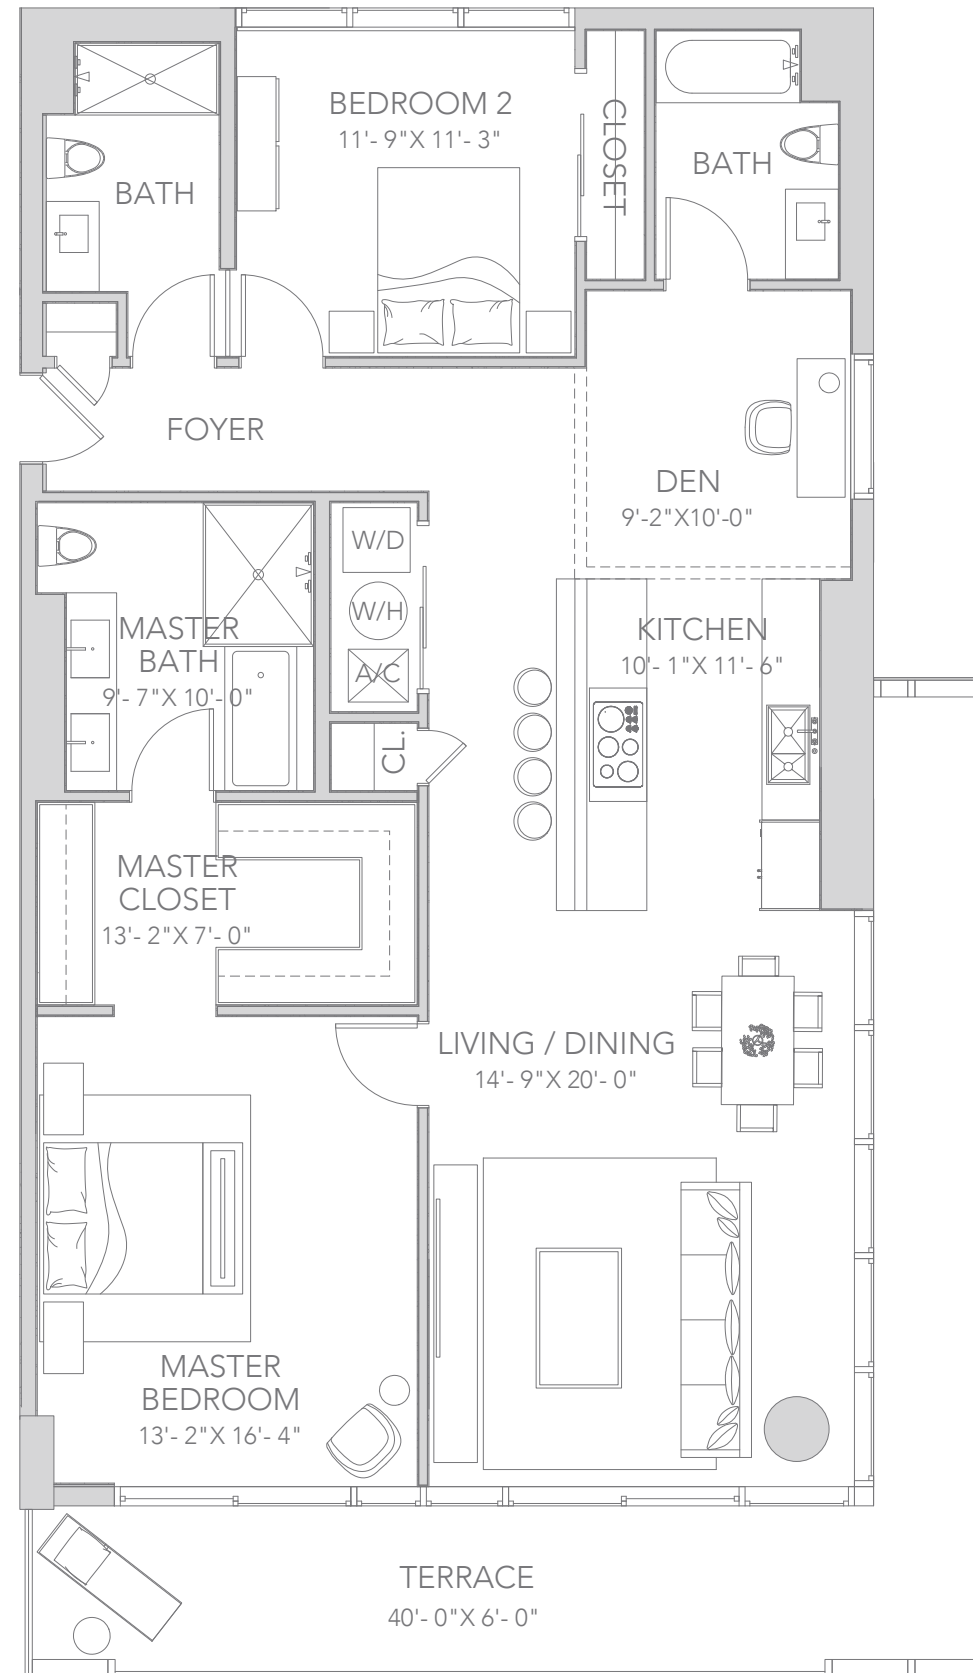 BEDROOM 2
11'- 9"X 11'- 3"
CLOSET
BATH
BATH
FOYER
DEN
9'-2"X10'-0"
W/D
W/H
A/C
MASTER
BATH
9'- 7"X 10'- 0"
KITCHEN
10'- 1"X 11'- 6"
CL.
MASTER
CLOSET
13'- 2"X 7'- 0"
LIVING / DINING
14'- 9"X 20'- 0"
MASTER
BEDROOM
13'- 2"X 16'- 4"
TERRACE
40'- 0"X 6'- 0"